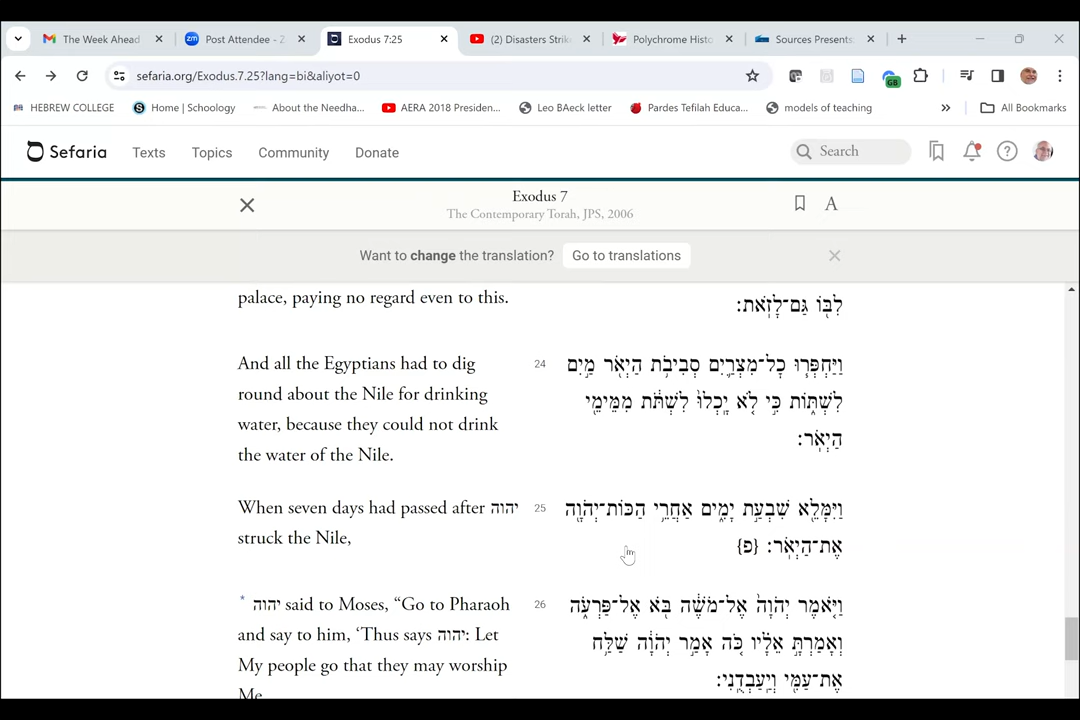 The Week Ahead
Post Attendee - Z
Exodus 7:25
(2) Disasters Strik
Polychrome Histo
Sources Presents:
sefaria.org/Exodus.7.25?lang=bi&aliyot=0
GB
HEBREW COLLEGE
Home | Schoology
About the Needha...
AERA 2018 Presiden...
Leo BAeck letter
Pardes Tefilah Educa...
models of teaching
All Bookmarks
Sefaria
Texts
Topics
Community
Donate
Search
Exodus 7
The Contemporary Torah, JPS, 2006
A
Want to change the translation? Go to translations
palace, paying no regard even to this.
לִבּ֖וֹ גַּם־לָזֹֽאת׃
And all the Egyptians had to dig
round about the Nile for drinking
water, because they could not drink
the water of the Nile.
24
וַיַּחְפְּר֧וּ כׇל־מִצְרַ֛יִם סְבִיבֹ֥ת הַיְאֹ֖ר מַ֣יִם
לִשְׁתּ֑וֹת כִּ֣י לֹ֤א יָֽכְלוּ֙ לִשְׁתֹּ֔ת מִמֵּימֵ֖י
הַיְאֹֽר׃
When seven days had passed after יהוה
struck the Nile,
25
וַיִּמָּלֵ֖א שִׁבְעַ֣ת יָמִ֑ים אַחֲרֵ֥י הַכּוֹת־יְהֹוָ֖ה
אֶת־הַיְאֹֽר׃ {פ}
* יהוה said to Moses, “Go to Pharaoh
and say to him, ‘Thus says יהוה: Let
My people go that they may worship
Me
26
וַיֹּ֤אמֶר יְהֹוָה֙ אֶל־מֹשֶׁ֔ה בֹּ֖א אֶל־פַּרְעֹ֑ה
וְאָמַרְתָּ֣ אֵלָ֗יו כֹּ֚ה אָמַ֣ר יְהֹוָ֔ה שַׁלַּ֥ח
אֶת־עַמִּ֖י וְיַֽעַבְדֻֽנִי׃